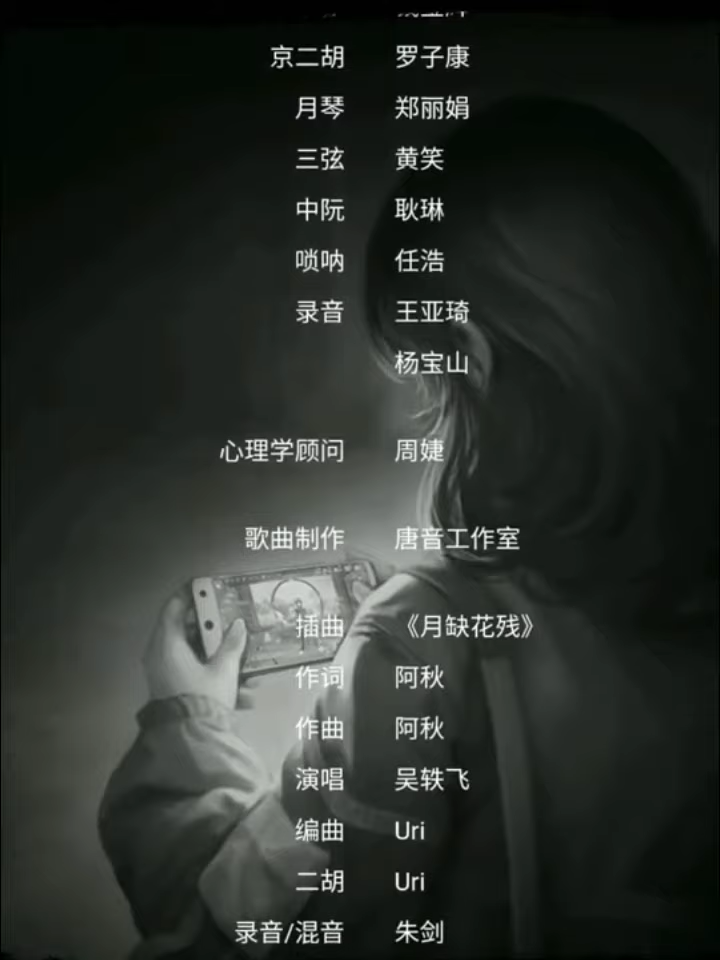 京二胡 罗子康
月琴 郑丽娟
三弦 黄笑
中阮 耿琳
唢呐 任浩
录音 王亚琦
杨宝山
心理学顾问 周婕
歌曲制作 唐音工作室
插曲 《月缺花残》
作词 阿秋
作曲 阿秋
演唱 吴轶飞
编曲 Uri
二胡 Uri
录音/混音 朱剑